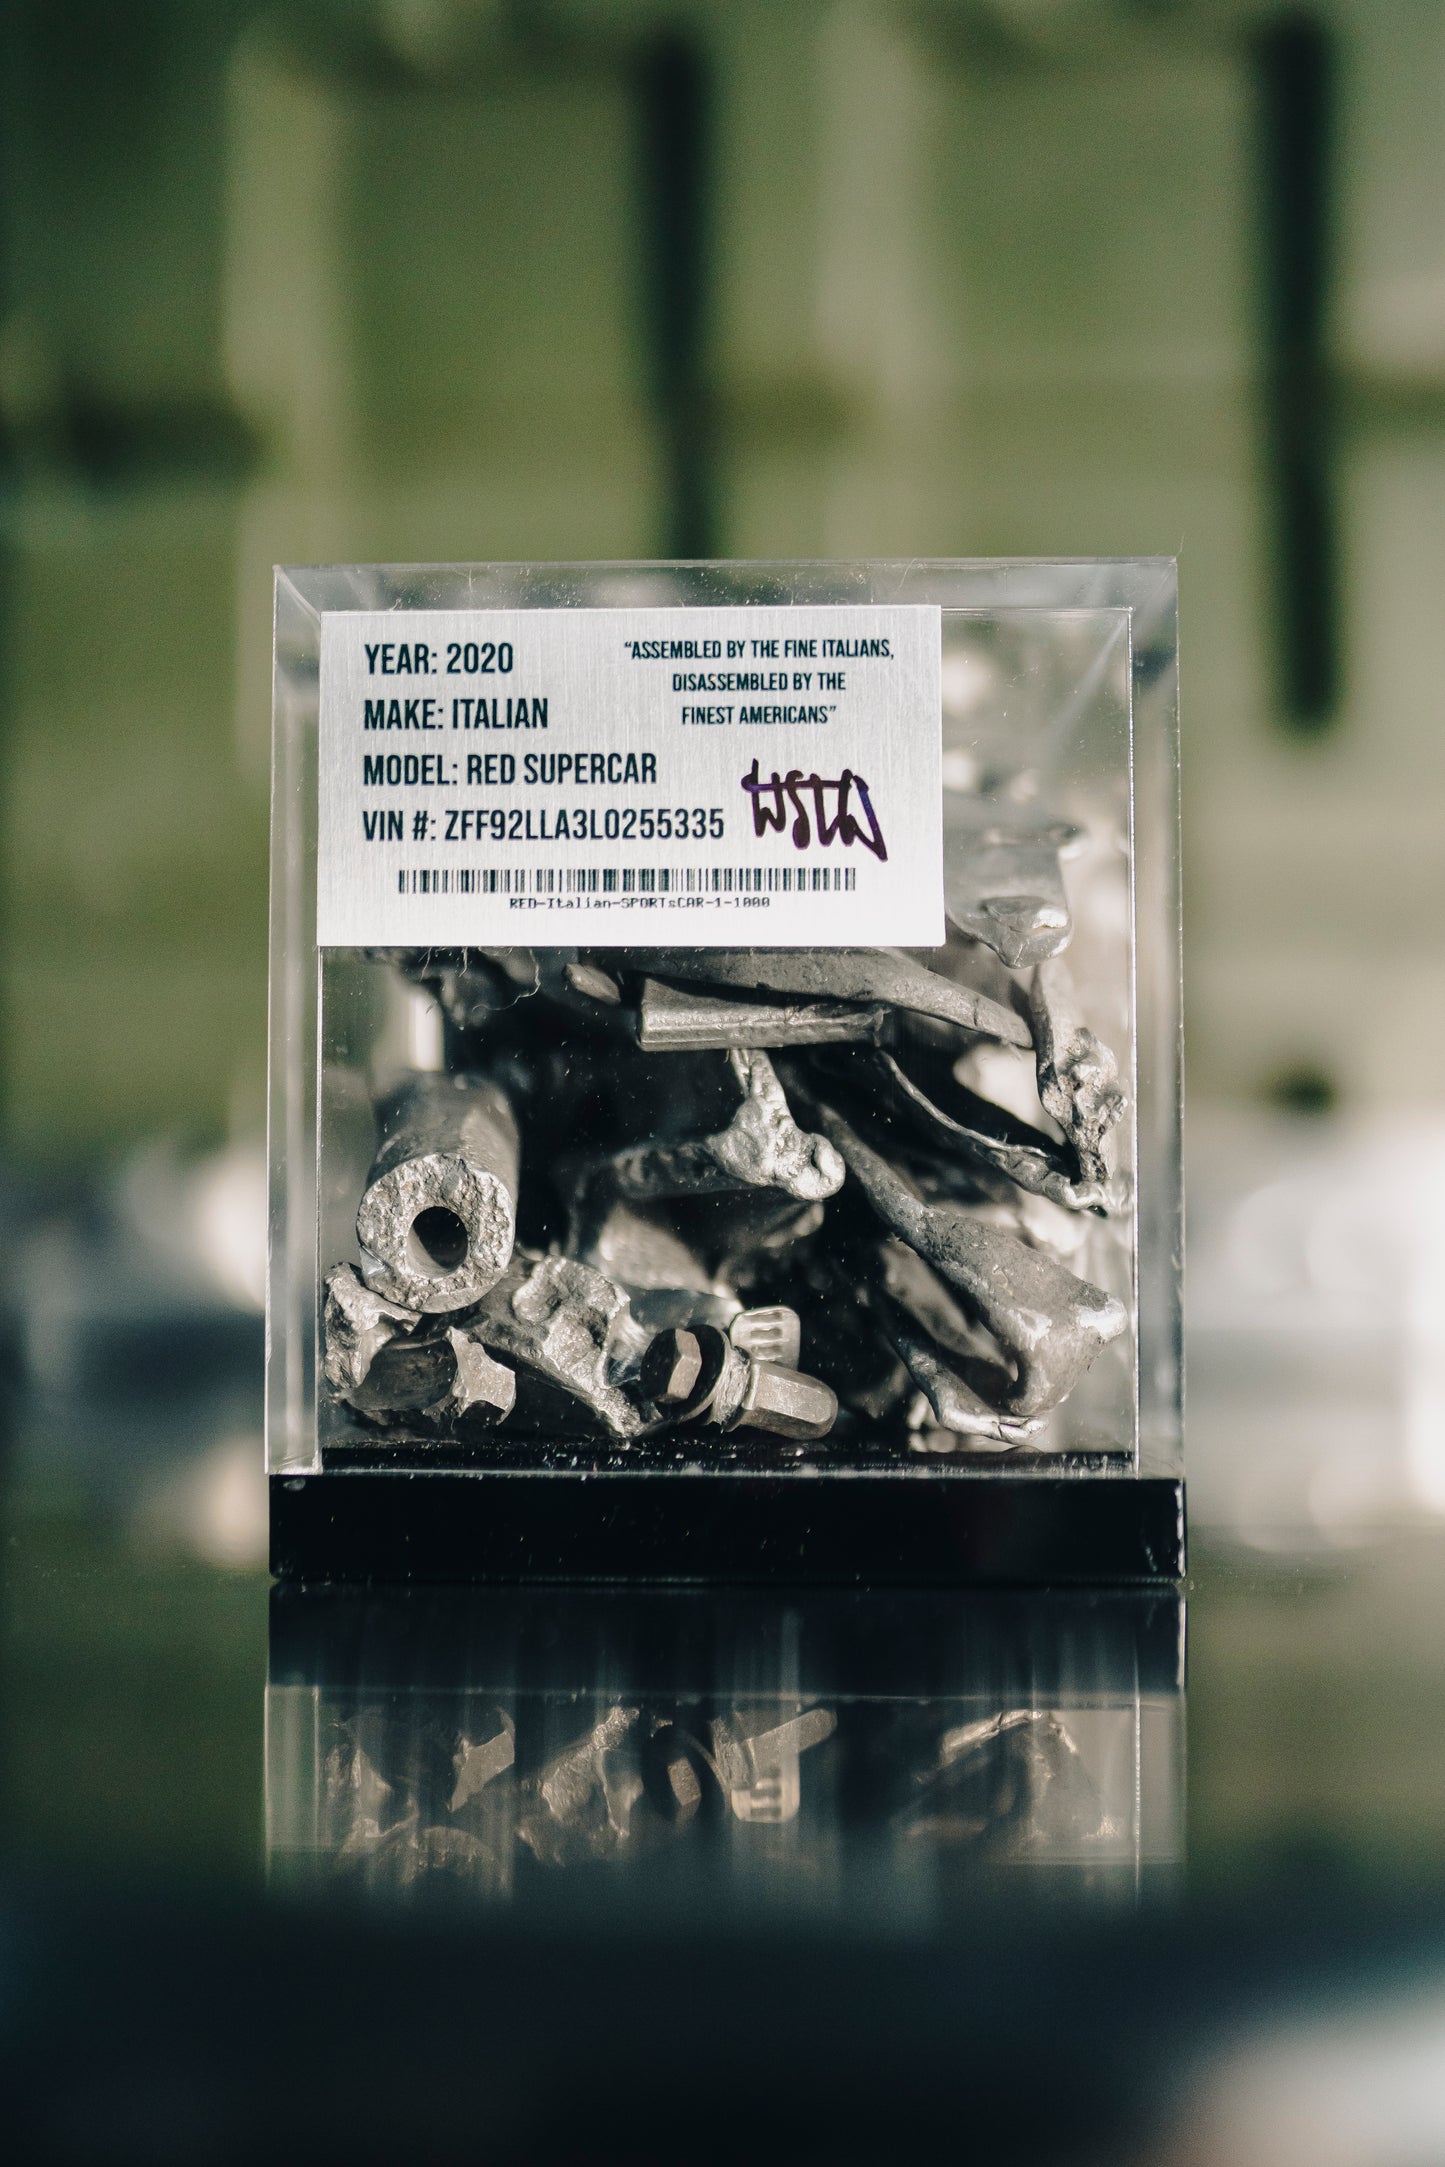 YEAR: 2020
MAKE: ITALIAN
MODEL: RED SUPERCAR
VIN #: ZFF92LLA3L0255335
“ASSEMBLED BY THE FINE ITALIANS,
DISASSEMBLED BY THE
FINEST AMERICANS”
RED-Italian-SPORTsCAR-1-1000